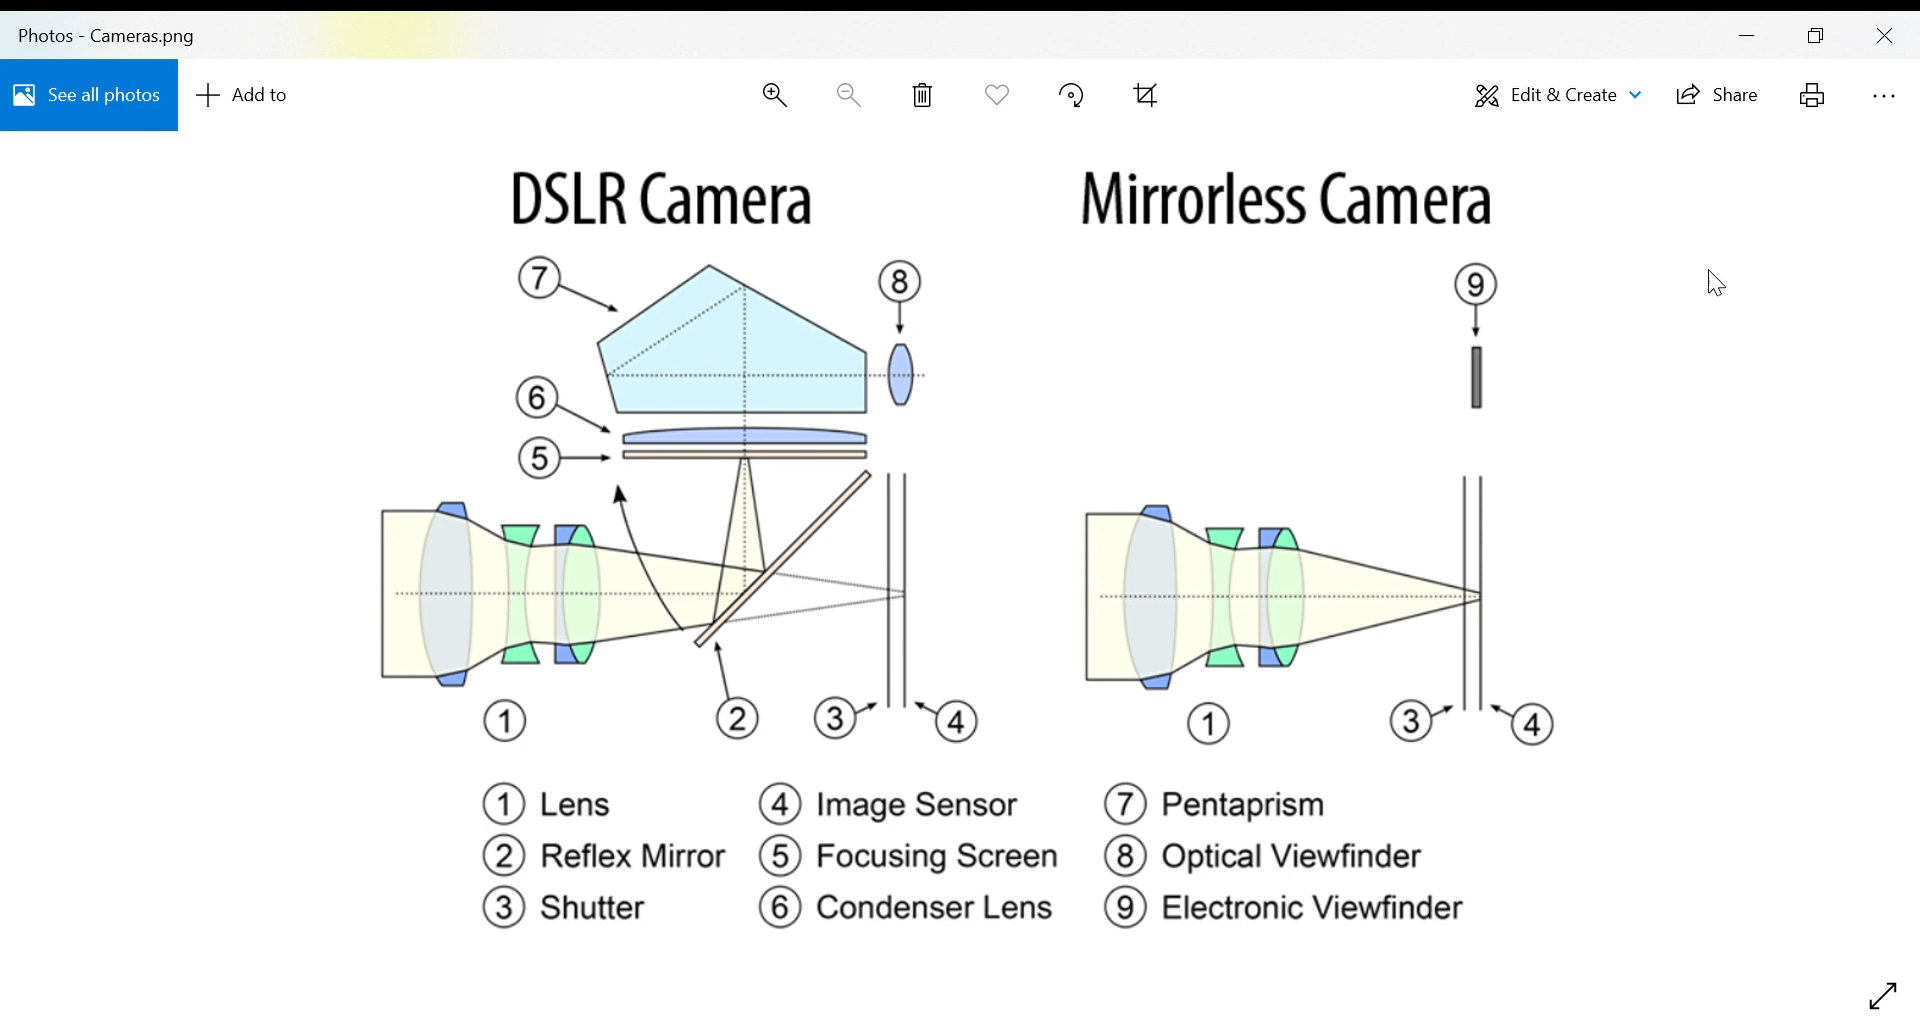 Photos - Cameras.png
See all photos
Add to
Edit & Create
Share
DSLR Camera
Mirrorless Camera
7
8
9
6
5
1
2
3
4
1
3
4
1 Lens
4 Image Sensor
7 Pentaprism
2 Reflex Mirror
5 Focusing Screen
8 Optical Viewfinder
3 Shutter
6 Condenser Lens
9 Electronic Viewfinder